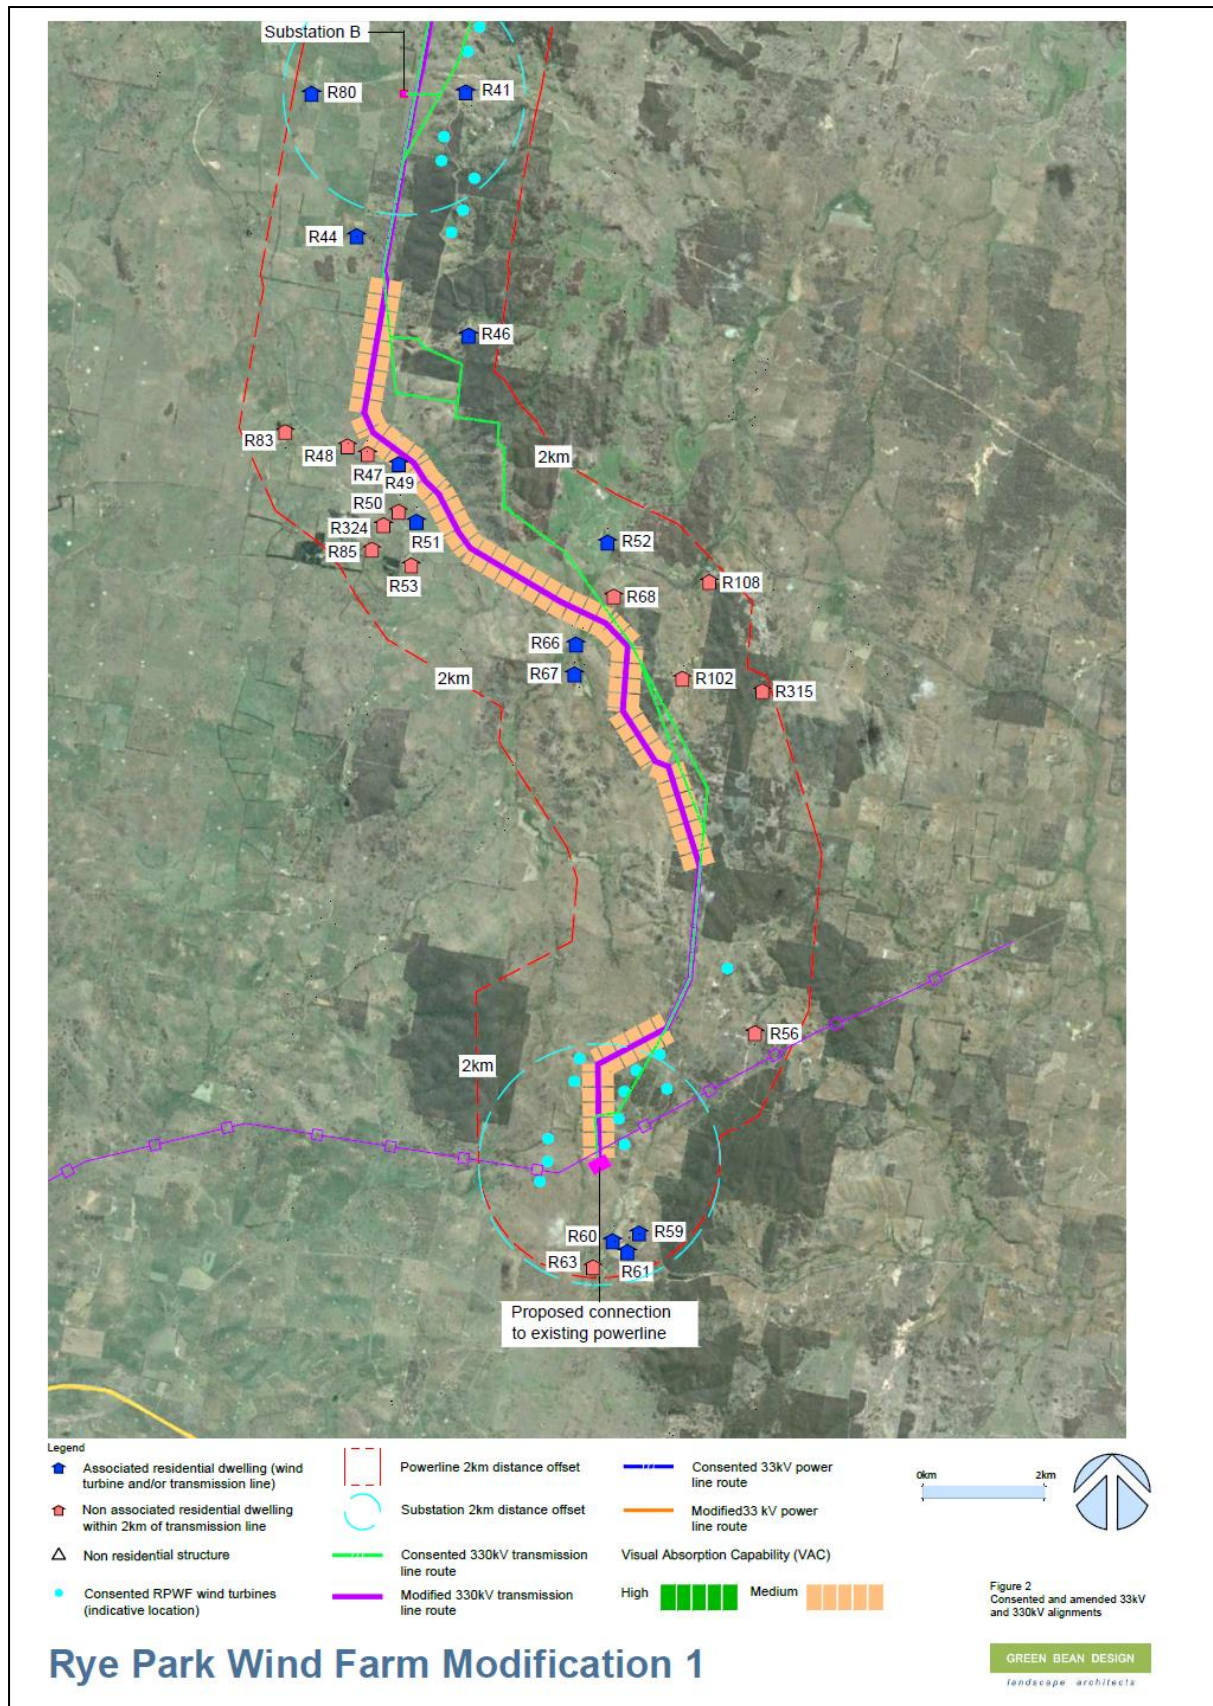 Substation B
R80
R41
R44
R46
R83
R48
R47
R49
2km
R50
R324
R51
R85
R53
R52
R108
R68
R66
R67
2km
R102
R315
R56
2km
R60
R59
R63
R61
Proposed connection
to existing powerline
Legend
Associated residential dwelling (wind
turbine and/or transmission line)
Non associated residential dwelling
within 2km of transmission line
Non residential structure
Consented RPWF wind turbines
(indicative location)
Powerline 2km distance offset
Substation 2km distance offset
Consented 330kV transmission
line route
Modified 330kV transmission
line route
Consented 33kV power
line route
Modified33 kV power
line route
Visual Absorption Capability (VAC)
High
Medium
0km
2km
Figure 2
Consented and amended 33kV
and 330kV alignments
Rye Park Wind Farm Modification 1
GREEN BEAN DESIGN
landscape architects